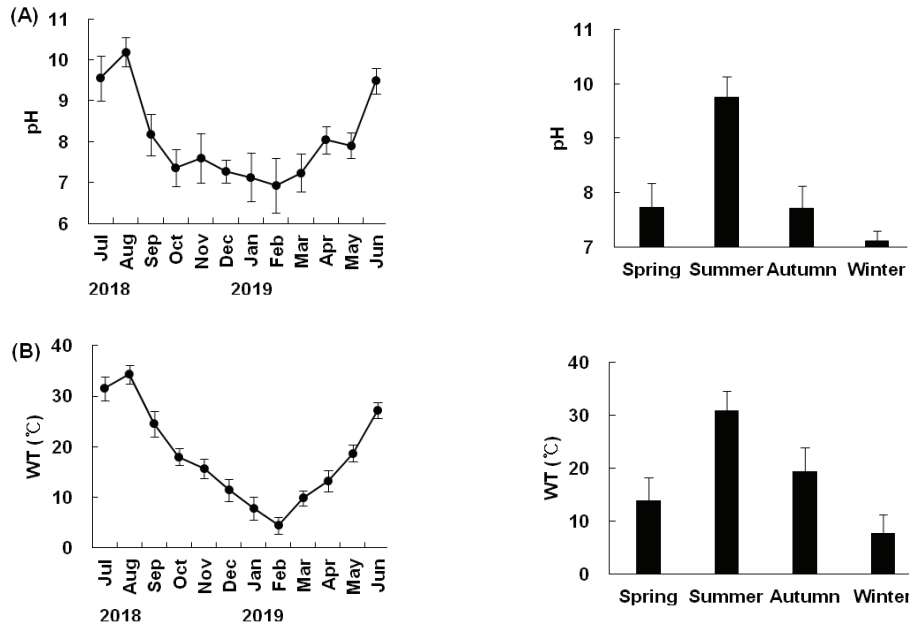 (A)
11
10
9
8
7
6
pH
Jul
Aug
Sep
Oct
Nov
Dec
Jan
Feb
Mar
Apr
May
Jun
2018 2019
11
10
9
8
7
pH
Spring Summer Autumn Winter
(B)
40
30
20
10
0
WT (℃)
Jul
Aug
Sep
Oct
Nov
Dec
Jan
Feb
Mar
Apr
May
Jun
2018 2019
40
30
20
10
0
WT (℃)
Spring Summer Autumn Winter